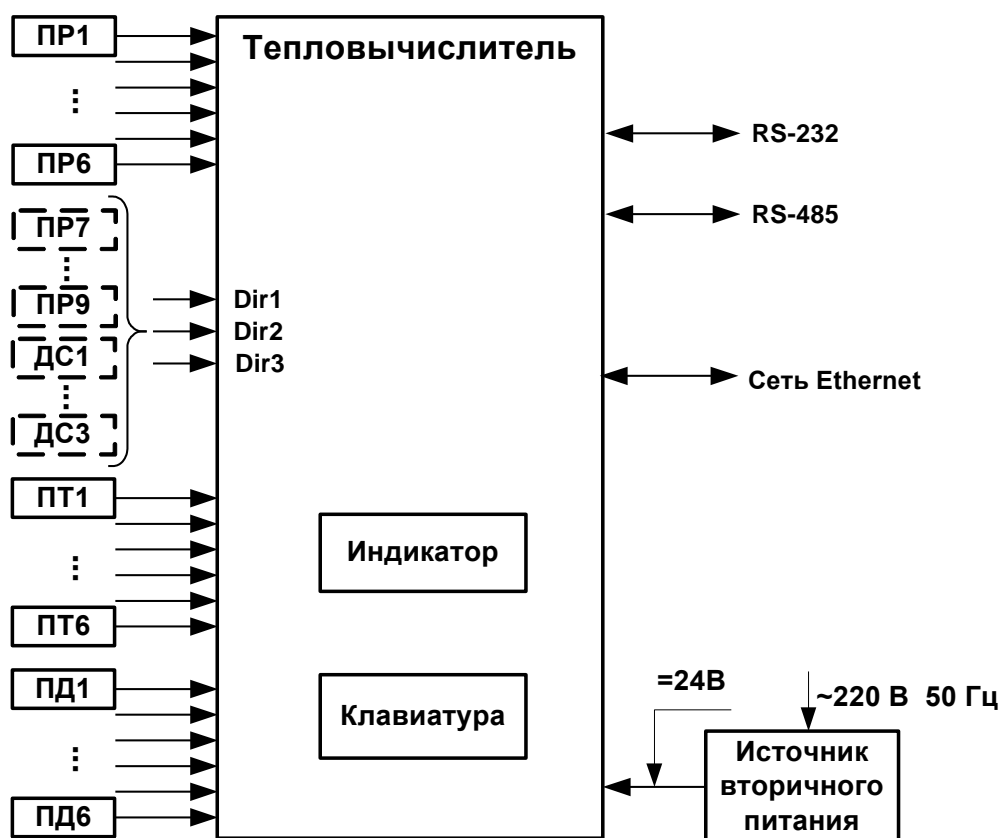 ПР1
Тепловычислитель
ПР6
ПР7
ПР9
ДС1
ДС3
Dir1
Dir2
Dir3
RS-232
RS-485
Сеть Ethernet
ПТ1
ПТ6
Индикатор
ПД1
ПД6
Клавиатура
=24В
~220 В 50 Гц
Источник
вторичного
питания